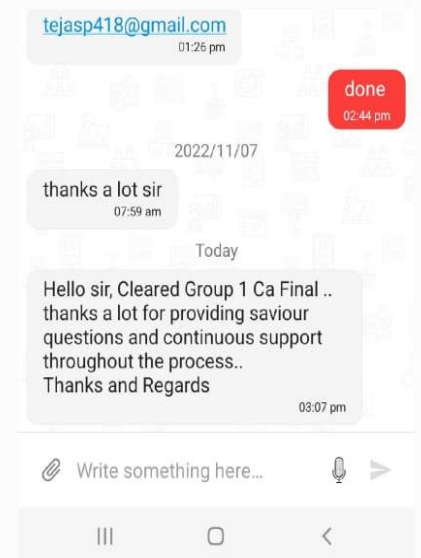 tejasp418@gmail.com
01:26 pm
done
02:44 pm
2022/11/07
thanks a lot sir
07:59 am
Today
Hello sir, Cleared Group 1 Ca Final ..
thanks a lot for providing saviour
questions and continuous support
throughout the process..
Thanks and Regards
03:07 pm
Write something here...